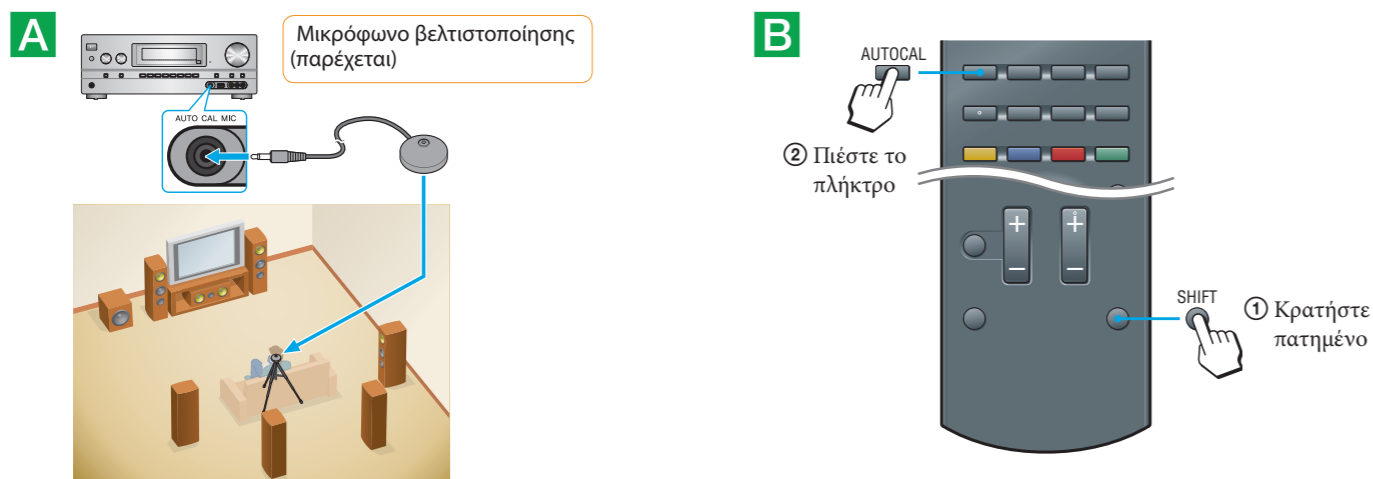 A
Μικρόφωνο βελτιστοποίησης
(παρέχεται)
AUTO CAL MIC
B
AUTOCAL
② Πιέστε το
πλήκτρο
SHIFT
① Κρατήστε
πατημένο